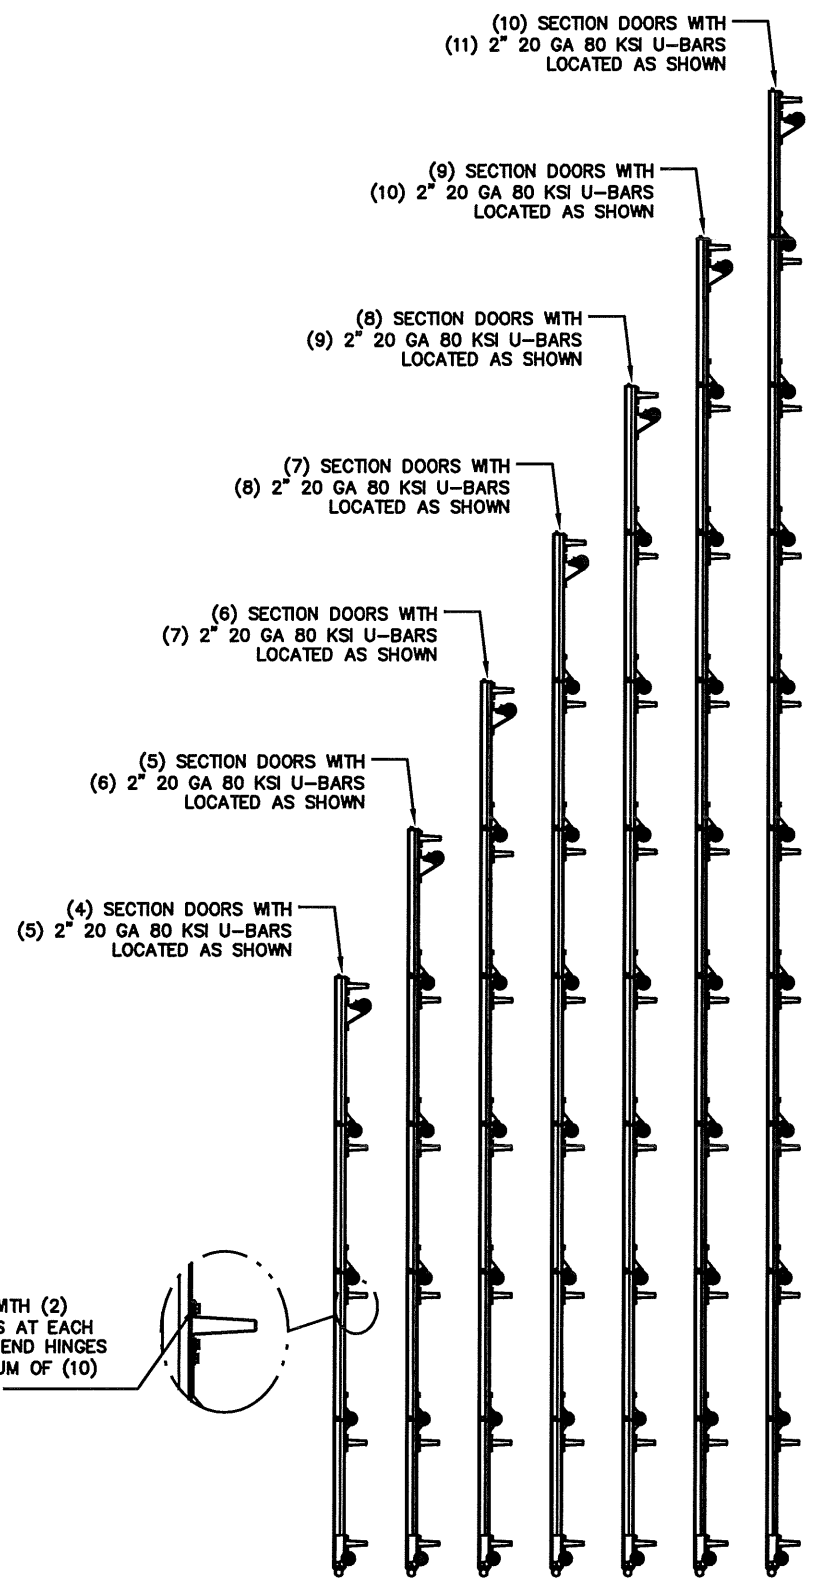 (10) SECTION DOORS WITH
(11) 2" 20 GA 80 KSI U-BARS
LOCATED AS SHOWN
(9) SECTION DOORS WITH
(10) 2" 20 GA 80 KSI U-BARS
LOCATED AS SHOWN
(8) SECTION DOORS WITH
(9) 2" 20 GA 80 KSI U-BARS
LOCATED AS SHOWN
(7) SECTION DOORS WITH
(8) 2" 20 GA 80 KSI U-BARS
LOCATED AS SHOWN
(6) SECTION DOORS WITH
(7) 2" 20 GA 80 KSI U-BARS
LOCATED AS SHOWN
(5) SECTION DOORS WITH
(6) 2" 20 GA 80 KSI U-BARS
LOCATED AS SHOWN
(4) SECTION DOORS WITH
(5) 2" 20 GA 80 KSI U-BARS
LOCATED AS SHOWN
(2)
AT EACH
END HINGES
OF (10)